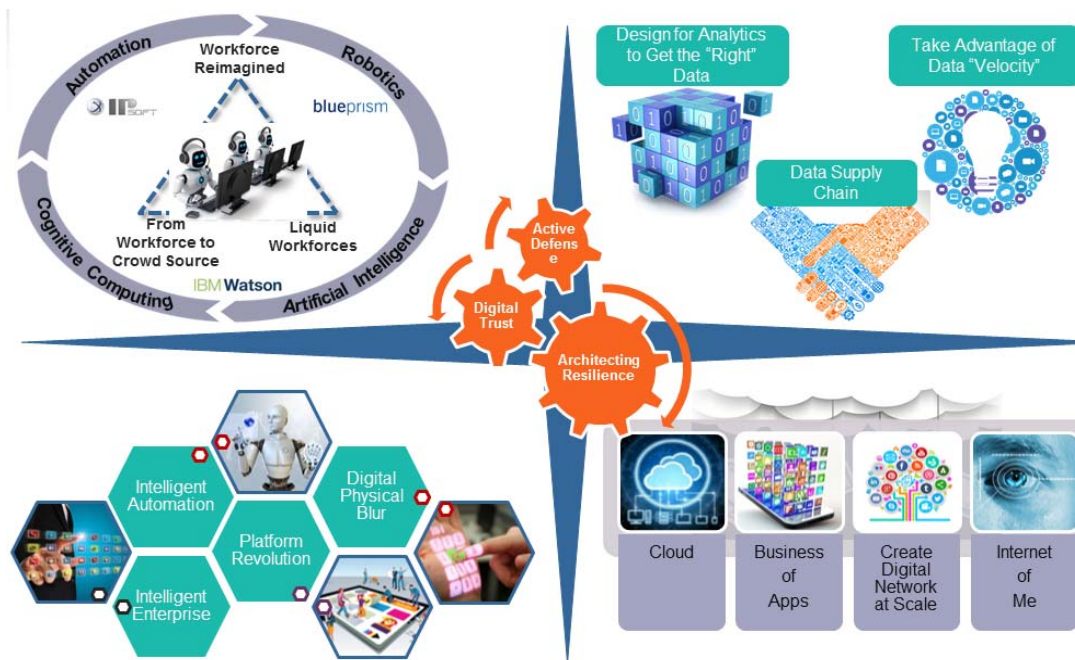 Automation
Workforce
Reimagined
Robotics
IPsoft
blueprism
From
Workforce to
Crowd Source
Liquid
Workforces
Cognitive Computing
IBM Watson
Artificial Intelligence
Design for Analytics
to Get the “Right”
Data
Take Advantage of
Data “Velocity”
Data Supply
Chain
Active
Defens
e
Digital
Trust
Architecting
Resilience
Intelligent
Automation
Digital
Physical
Blur
Platform
Revolution
Intelligent
Enterprise
Cloud
Business
of
Apps
Create
Digital
Network
at Scale
Internet
of
Me